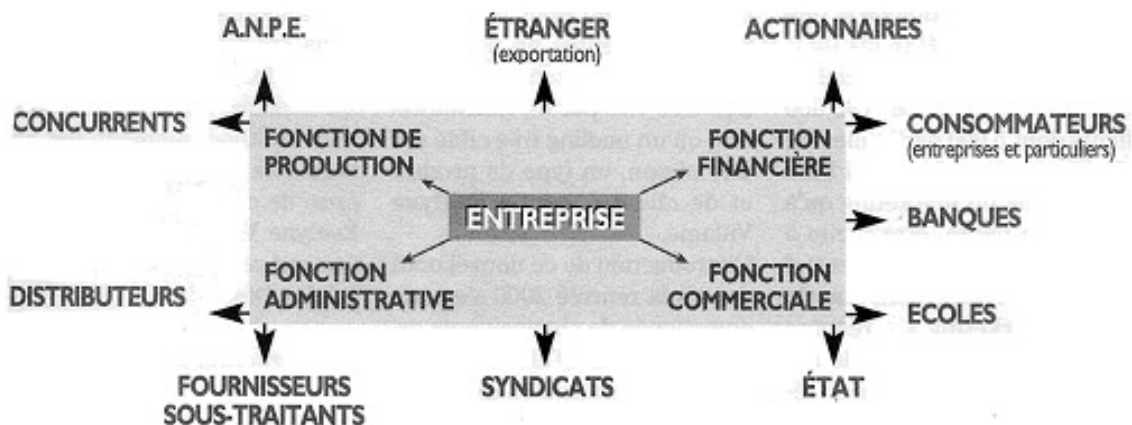 A.N.P.E.
ÉTRANGER
(exportation)
ACTIONNAIRES
CONCURRENTS
CONSOMMATEURS
(entreprises et particuliers)
FONCTION DE
PRODUCTION
FONCTION
FINANCIÈRE
ENTREPRISE
BANQUES
FONCTION
ADMINISTRATIVE
FONCTION
COMMERCIALE
DISTRIBUTEURS
ECOLES
FOURNISSEURS
SOUS-TRAITANTS
SYNDICATS
ÉTAT